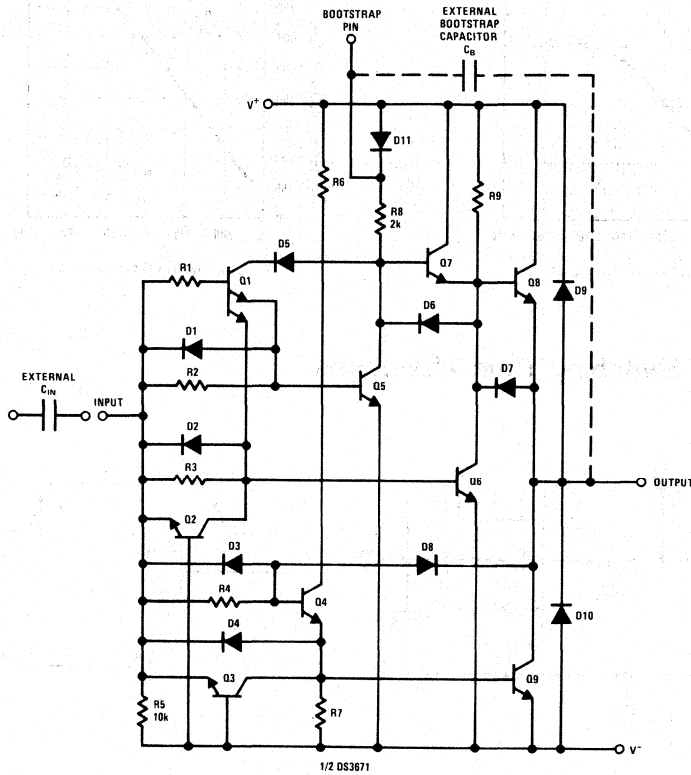 BOOTSTRAP
PIN
EXTERNAL
BOOTSTRAP
CAPACITOR
CB
V+
D11
R6
R8
2k
R9
D5
Q7
Q8
R1
Q1
D9
D6
D1
D7
R2
Q5
EXTERNAL
CIN
INPUT
D2
R3
Q6
OUTPUT
Q2
D3
D8
R4
Q4
D10
D4
Q3
Q9
R5
10k
R7
V-
1/2 DS3671